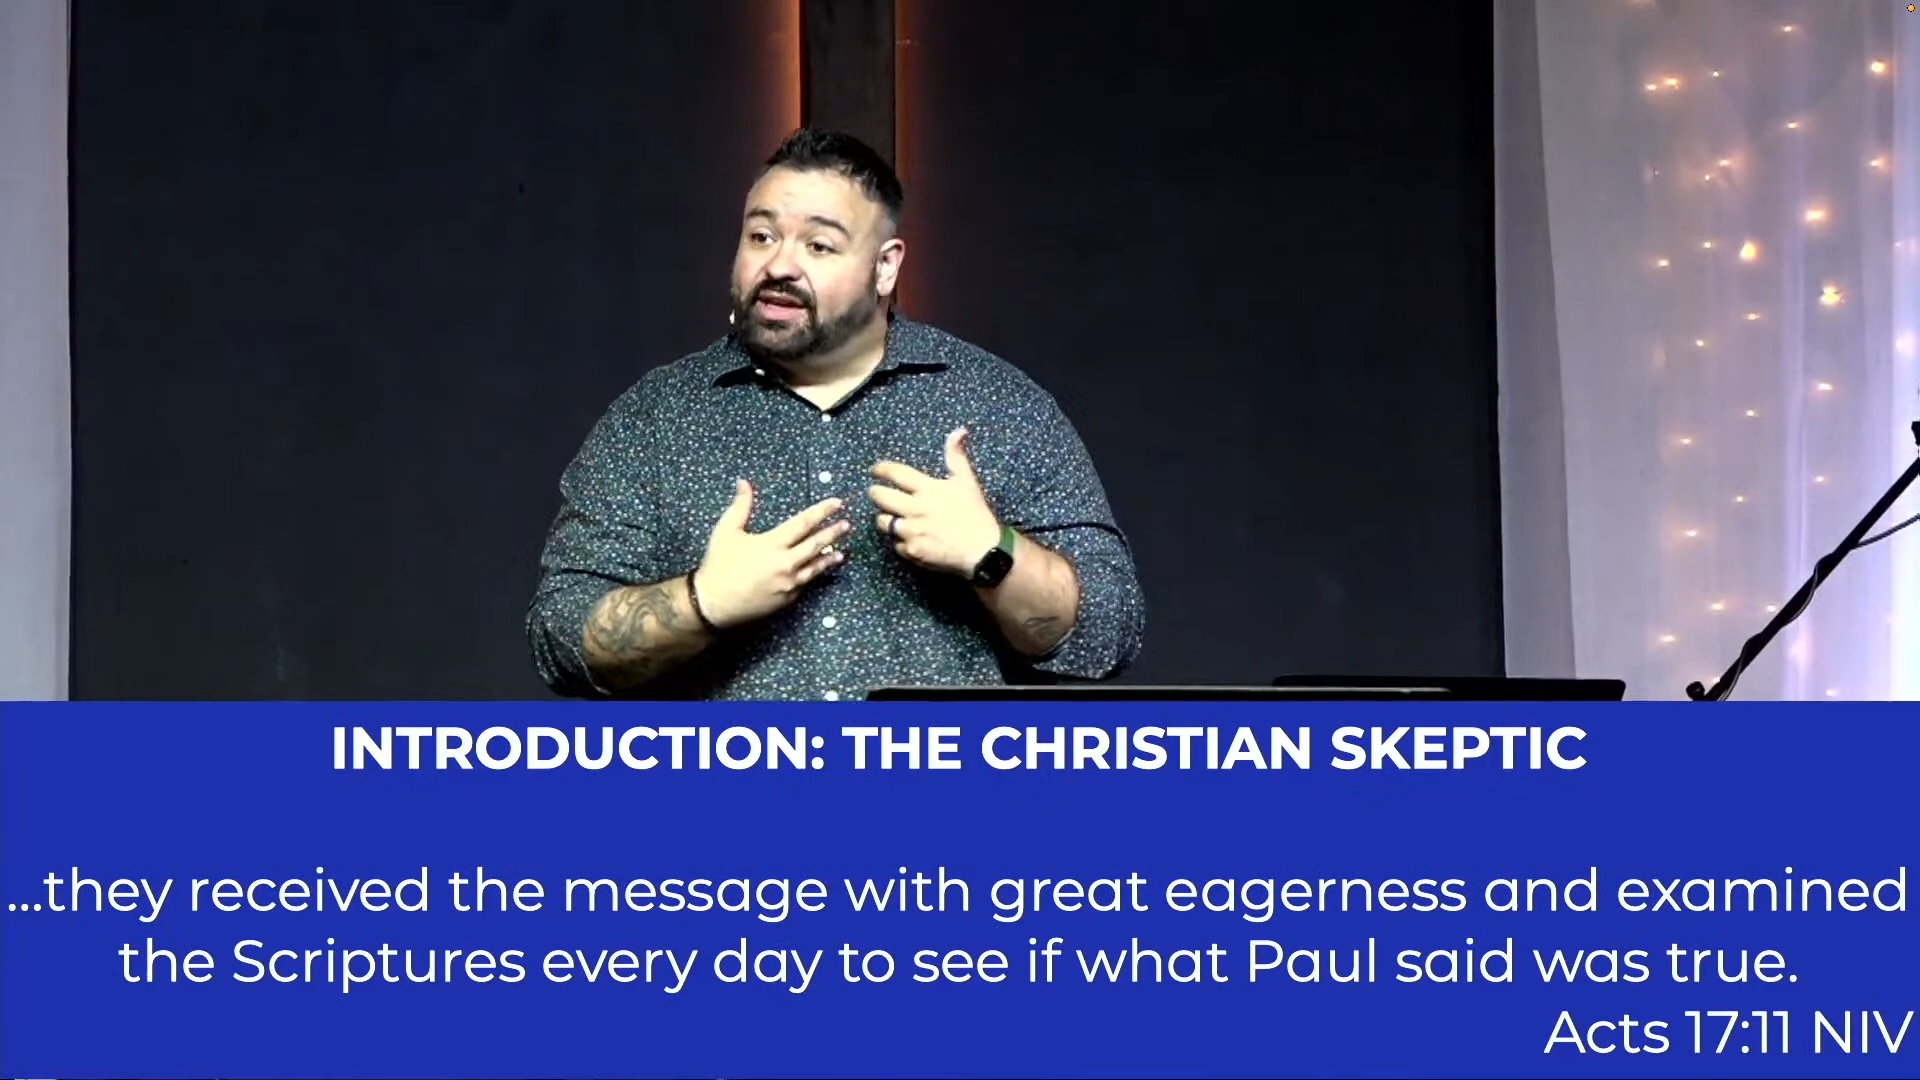 INTRODUCTION: THE CHRISTIAN SKEPTIC
...they received the message with great eagerness and examined
the Scriptures every day to see if what Paul said was true.
Acts 17:11 NIV